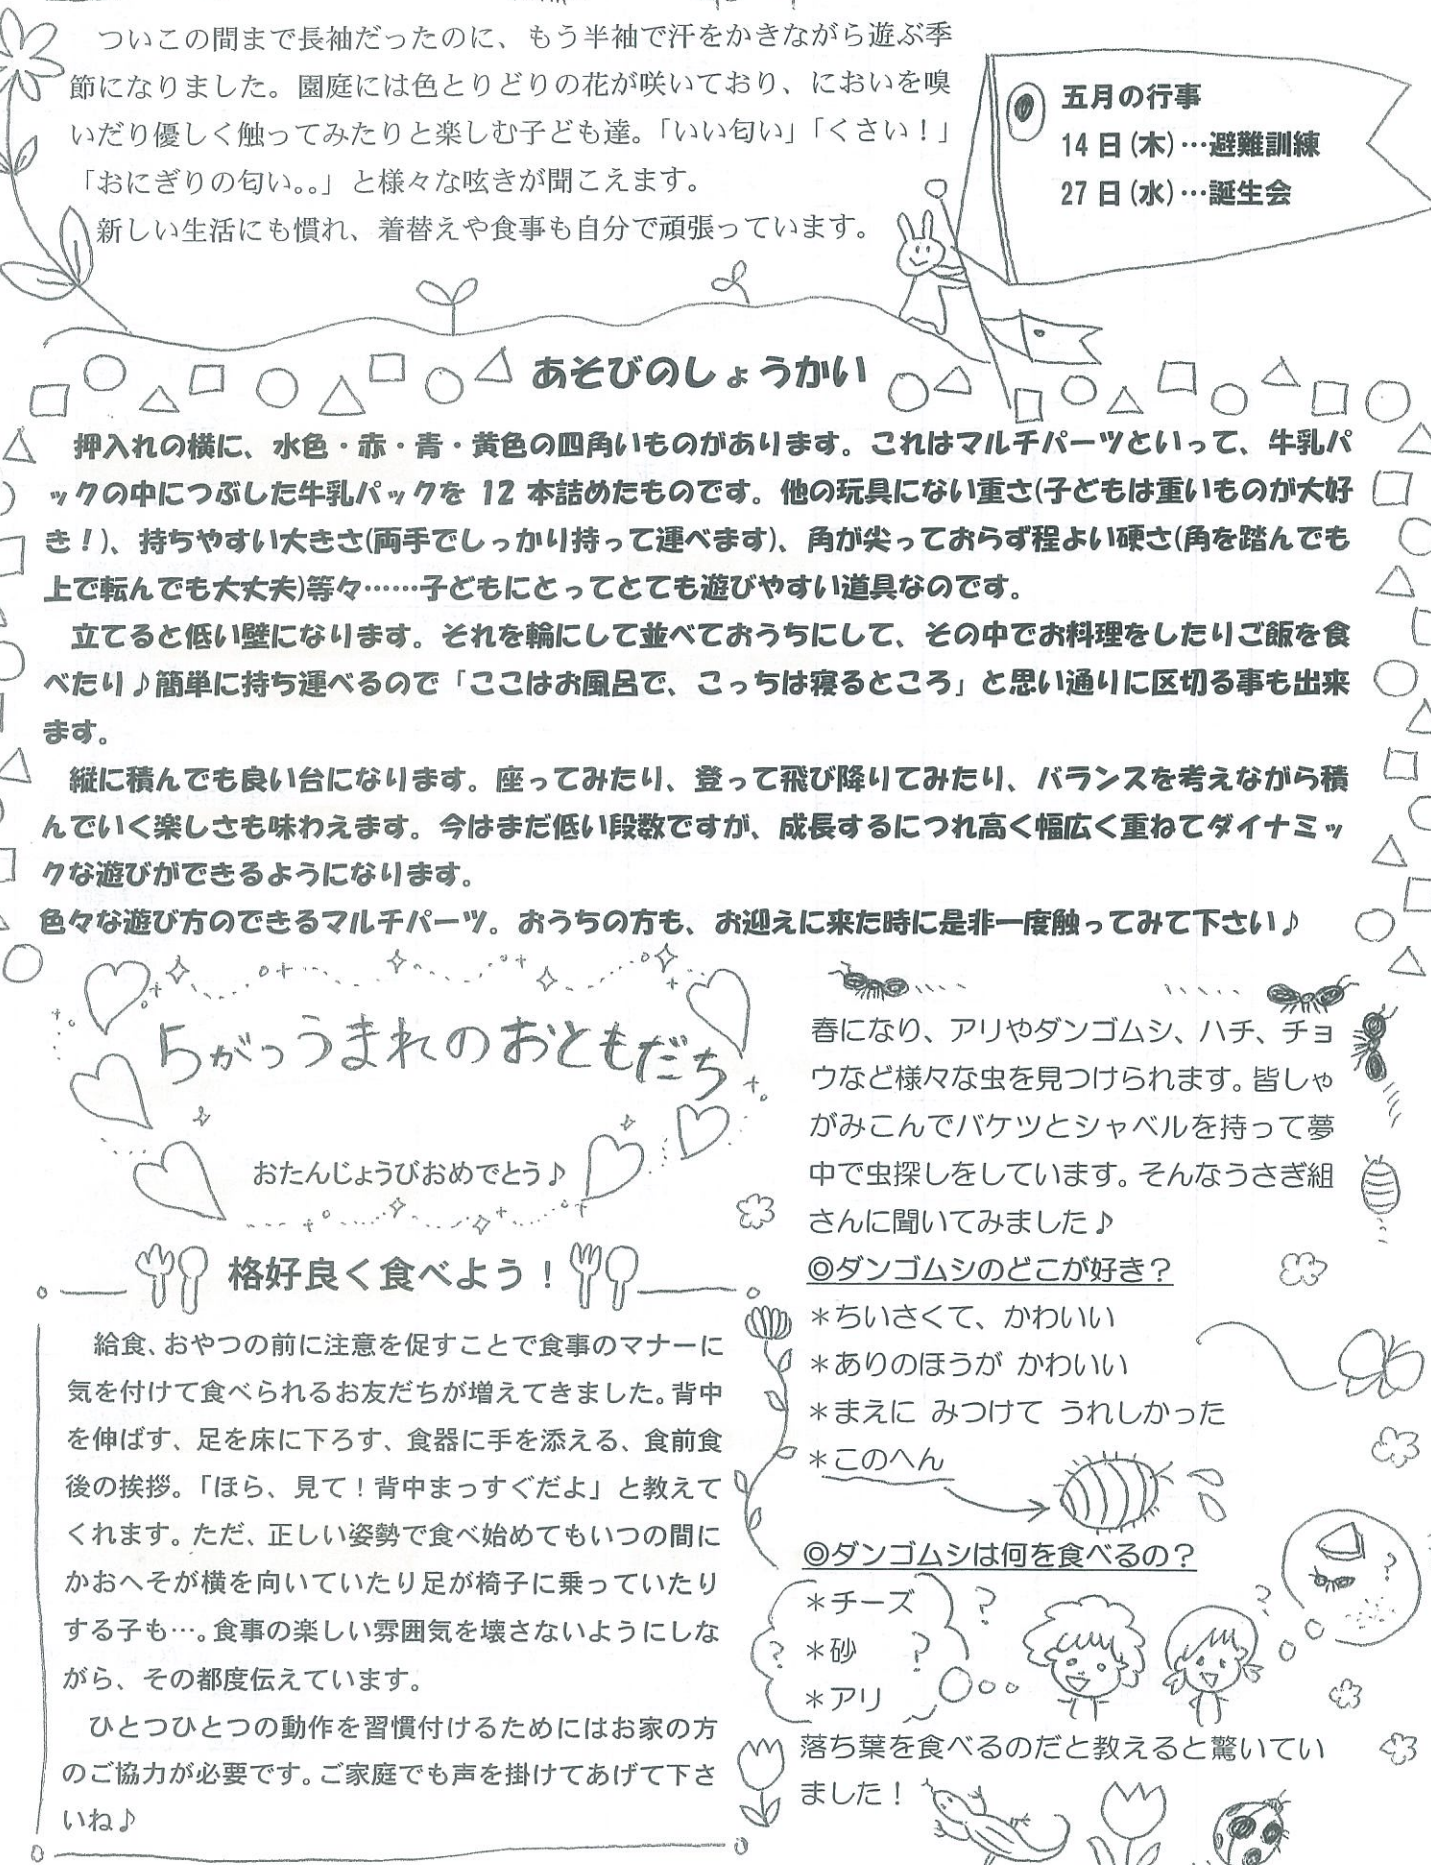 ついこの間まで長袖だったのに、もう半袖で汗をかきながら遊ぶ季
節になりました。園庭には色とりどりの花が咲いており、においを嗅
いだり優しく触ってみたりと楽しむ子ども達。「いい匂い」「くさい！」
「おにぎりの匂い。。」と様々な呟きが聞こえます。
新しい生活にも慣れ、着替えや食事も自分で頑張っています。
五月の行事
14日(木)…避難訓練
27日(水)…誕生会
あそびのしょうかい
押入れの横に、水色・赤・青・黄色の四角いものがあります。これはマルチパーツといって、牛乳パ
ックの中につぶした牛乳パックを 12 本詰めたものです。他の玩具にない重さ(子どもは重いものが大好
き！)、持ちやすい大きさ(両手でしっかり持って運べます)、角が尖っておらず程よい硬さ(角を踏んでも
上で転んでも大丈夫)等々……子どもにとってとても遊びやすい道具なのです。
立てると低い壁になります。それを輪にして並べておうちにして、その中でお料理をしたりご飯を食
べたり♪簡単に持ち運べるので「ここはお風呂で、こっちは寝るところ」と思い通りに区切る事も出来
ます。
縦に積んでも良い台になります。座ってみたり、登って飛び降りてみたり、バランスを考えながら積
んでいく楽しさも味わえます。今はまだ低い段数ですが、成長するにつれ高く幅広く重ねてダイナミッ
クな遊びができるようになります。
色々な遊び方のできるマルチパーツ。おうちの方も、お迎えに来た時に是非一度触ってみて下さい♪
5がつうまれのおともだち
おたんじょうびおめでとう♪
格好良く食べよう！
給食、おやつの前に注意を促すことで食事のマナーに
気を付けて食べられるお友だちが増えてきました。背中
を伸ばす、足を床に下ろす、食器に手を添える、食前食
後の挨拶。「ほら、見て！背中まっすぐだよ」と教えて
くれます。ただ、正しい姿勢で食べ始めてもいつの間に
かおへそが横を向いていたり足が椅子に乗っていたり
する子も…。食事の楽しい雰囲気を壊さないようにしな
がら、その都度伝えています。
ひとつひとつの動作を習慣付けるためにはお家の方
のご協力が必要です。ご家庭でも声を掛けてあげて下さ
いね♪
春になり、アリやダンゴムシ、ハチ、チョ
ウなど様々な虫を見つけられます。皆しゃ
がみこんでバケツとシャベルを持って夢
中で虫探しをしています。そんなうさぎ組
さんに聞いてみました♪
◎ダンゴムシのどこが好き？
＊ちいさくて、かわいい
＊ありのほうが かわいい
＊まえに みつけて うれしかった
＊このへん
◎ダンゴムシは何を食べるの？
＊チーズ
＊砂
＊アリ
落ち葉を食べるのだと教えると驚いてい
ました！